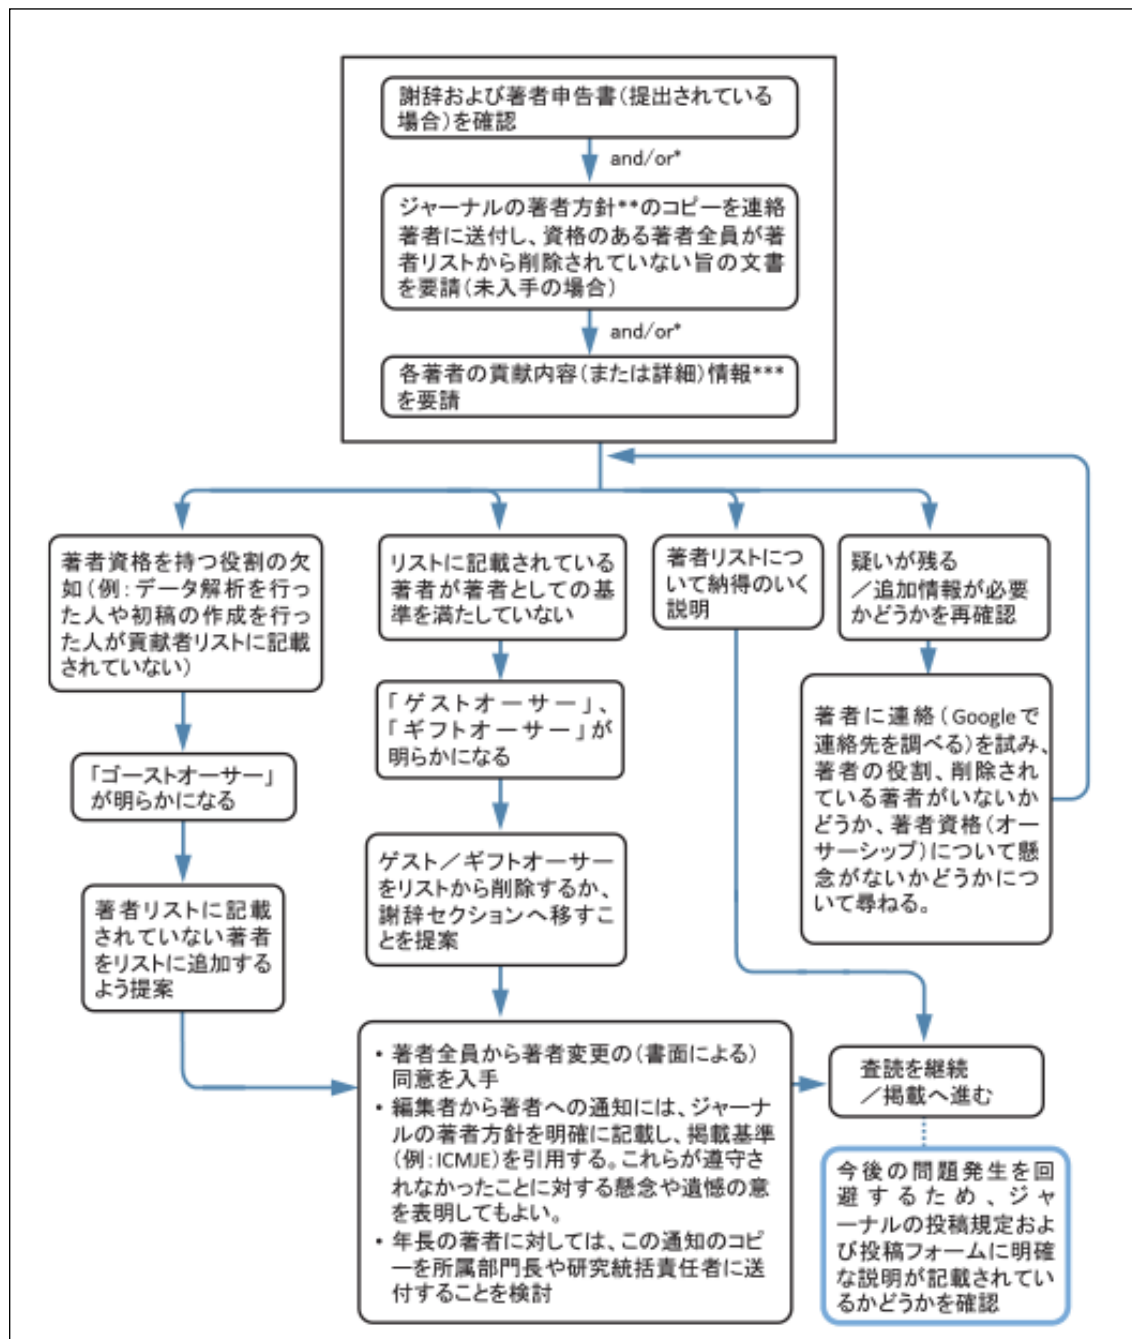 謝辞および著者申告書（提出されている
場合）を確認
and/or*
ジャーナルの著者方針**のコピーを連絡
著者に送付し、資格のある著者全員が著
者リストから削除されていない旨の文書
を要請（未入手の場合）
and/or*
各著者の貢献内容（または詳細）情報***
を要請
著者資格を持つ役割の欠
如（例：データ解析を行っ
た人や初稿の作成を行っ
た人が貢献者リストに記載
されていない）
「ゴーストオーサー」
が明らかになる
著者リストに記載
されていない著者
をリストに追加する
よう提案
リストに記載されている
著者が著者としての基
準を満たしていない
「ゲストオーサー」、
「ギフトオーサー」が
明らかになる
ゲスト／ギフトオーサー
をリストから削除するか、
謝辞セクションへ移すこ
とを提案
著者リストにつ
いて納得のいく
説明
疑いが残る
／追加情報が必要
かどうかを再確認
著者に連絡（Googleで
連絡先を調べる）を試み、
著者の役割、削除され
ている著者がいないか
どうか、著者資格（オー
サーシップ）について懸
念がないかどうかにつ
いて尋ねる。
・著者全員から著者変更の（書面による）
同意を入手
・編集者から著者への通知には、ジャーナ
ルの著者方針を明確に記載し、掲載基準
（例：ICMJE）を引用する。これらが遵守さ
れなかったことに対する懸念や遺憾の意
を表明してもよい。
・年長の著者に対しては、この通知のコピ
ーを所属部門長や研究統括責任者に送
付することを検討
査読を継続
／掲載へ進む
今後の問題発生を回
避するため、ジャ
ーナルの投稿規定およ
び投稿フォームに明確
な説明が記載されてい
るかどうかを確認